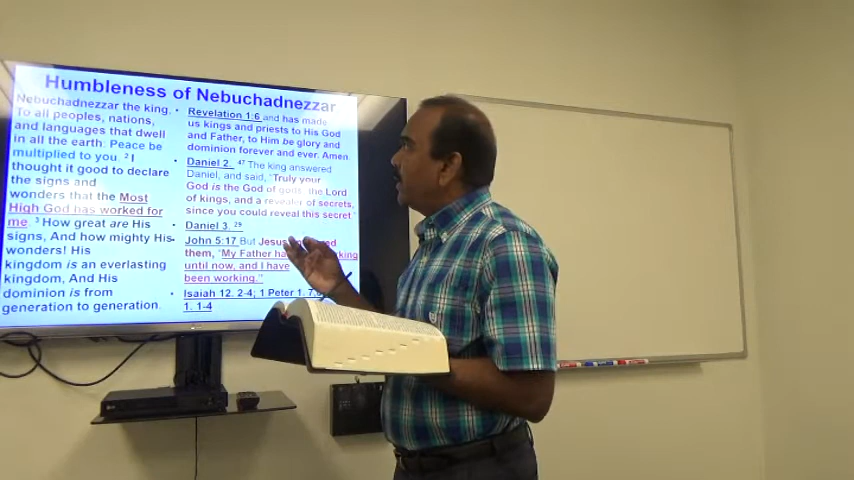 Humbleness of Nebuchadnezzar
Nebuchadnezzar the king,
To all peoples, nations,
and languages that dwell
in all the earth: Peace be
multiplied to you. 2 I
thought it good to declare
the signs and
wonders that the Most
High God has worked for
me. 3 How great are His
signs, And how mighty His
wonders! His
kingdom is an everlasting
kingdom, And His
dominion is from
generation to generation.
• Revelation 1:6 and has made
us kings and priests to His God
and Father, to Him be glory and
dominion forever and ever. Amen.
• Daniel 2. 47 The king answered
Daniel, and said, "Truly your
God is the God of gods, the Lord
of kings, and a revealer of secrets,
since you could reveal this secret"
• Daniel 3. 29
• John 5:17 But Jesus
them, "My Father
until now, and I have
been working."
• Isaiah 12. 2-4; 1 Peter 1.
1. 1-4